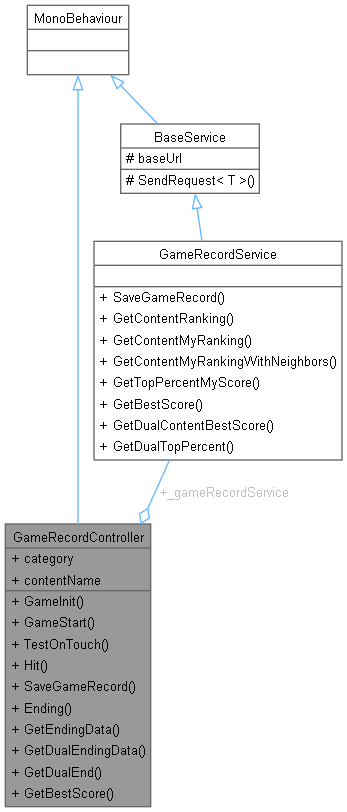 MonoBehaviour
BaseService
# baseUrl
# SendRequest< T >()
GameRecordService
+ SaveGameRecord()
+ GetContentRanking()
+ GetContentMyRanking()
+ GetContentMyRankingWithNeighbors()
+ GetTopPercentMyScore()
+ GetBestScore()
+ GetDualContentBestScore()
+ GetDualTopPercent()
+_gameRecordService
GameRecordController
+ category
+ contentName
+ GameInit()
+ GameStart()
+ TestOnTouch()
+ Hit()
+ SaveGameRecord()
+ Ending()
+ GetEndingData()
+ GetDualEndingData()
+ GetDualEnd()
+ GetBestScore()